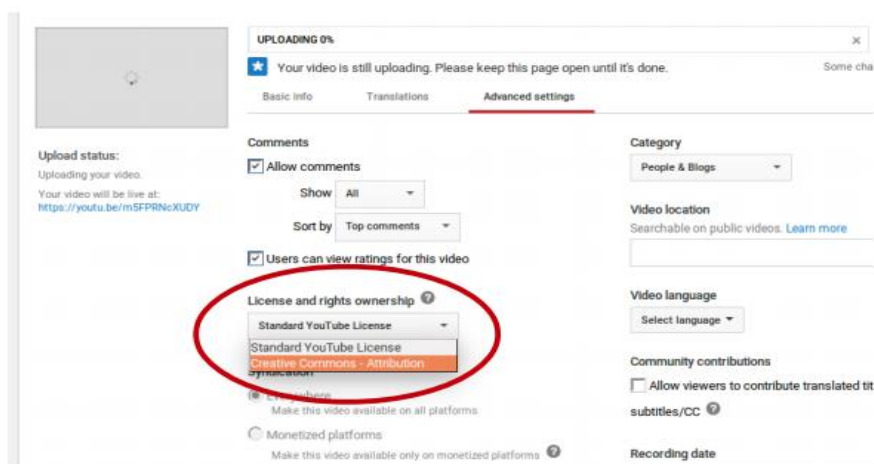 UPLOADING 0%
Your video is still uploading. Please keep this page open until it's done.
Some cha
Basic info
Translations
Advanced settings
Upload status:
Uploading your video.
Your video will be live at:
https://youtu.be/m5FPRNcXUDY
Comments
Allow comments
Show All
Sort by Top comments
Users can view ratings for this video
License and rights ownership
Standard YouTube License
Standard YouTube License
Creative Commons - Attribution
Syndication
Everywhere
Make this video available on all platforms
Monetized platforms
Make this video available only on monetized platforms
Category
People & Blogs
Video location
Searchable on public videos. Learn more
Video language
Select language
Community contributions
Allow viewers to contribute translated tit
subtitles/CC
Recording date